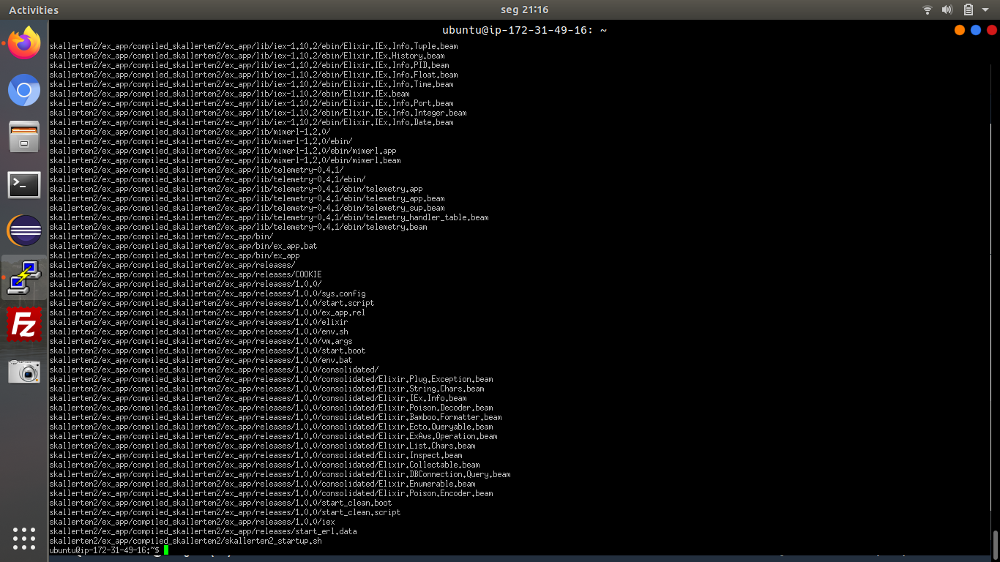 Activities
seg 21:16
ubuntu@ip-172-31-49-16: ~
skallerten2/ex_app/compiled_skallerten2/ex_app/lib/iex-1.10.2/ebin/Elixir.IEx.Info.Tuple.beam
skallerten2/ex_app/compiled_skallerten2/ex_app/lib/iex-1.10.2/ebin/Elixir.IEx.History.beam
skallerten2/ex_app/compiled_skallerten2/ex_app/lib/iex-1.10.2/ebin/Elixir.IEx.Info.PID.beam
skallerten2/ex_app/compiled_skallerten2/ex_app/lib/iex-1.10.2/ebin/Elixir.IEx.Info.Float.beam
skallerten2/ex_app/compiled_skallerten2/ex_app/lib/iex-1.10.2/ebin/Elixir.IEx.Info.Time.beam
skallerten2/ex_app/compiled_skallerten2/ex_app/lib/iex-1.10.2/ebin/Elixir.IEx.beam
skallerten2/ex_app/compiled_skallerten2/ex_app/lib/iex-1.10.2/ebin/Elixir.IEx.Info.Port.beam
skallerten2/ex_app/compiled_skallerten2/ex_app/lib/iex-1.10.2/ebin/Elixir.IEx.Info.Integer.beam
skallerten2/ex_app/compiled_skallerten2/ex_app/lib/iex-1.10.2/ebin/Elixir.IEx.Info.Date.beam
skallerten2/ex_app/compiled_skallerten2/ex_app/lib/mimerl-1.2.0/
skallerten2/ex_app/compiled_skallerten2/ex_app/lib/mimerl-1.2.0/ebin/
skallerten2/ex_app/compiled_skallerten2/ex_app/lib/mimerl-1.2.0/ebin/mimerl.app
skallerten2/ex_app/compiled_skallerten2/ex_app/lib/mimerl-1.2.0/ebin/mimerl.beam
skallerten2/ex_app/compiled_skallerten2/ex_app/lib/telemetry-0.4.1/
skallerten2/ex_app/compiled_skallerten2/ex_app/lib/telemetry-0.4.1/ebin/
skallerten2/ex_app/compiled_skallerten2/ex_app/lib/telemetry-0.4.1/ebin/telemetry.app
skallerten2/ex_app/compiled_skallerten2/ex_app/lib/telemetry-0.4.1/ebin/telemetry_app.beam
skallerten2/ex_app/compiled_skallerten2/ex_app/lib/telemetry-0.4.1/ebin/telemetry_sup.beam
skallerten2/ex_app/compiled_skallerten2/ex_app/lib/telemetry-0.4.1/ebin/telemetry_handler_table.beam
skallerten2/ex_app/compiled_skallerten2/ex_app/lib/telemetry-0.4.1/ebin/telemetry.beam
skallerten2/ex_app/compiled_skallerten2/ex_app/bin/
skallerten2/ex_app/compiled_skallerten2/ex_app/bin/ex_app.bat
skallerten2/ex_app/compiled_skallerten2/ex_app/bin/ex_app
skallerten2/ex_app/compiled_skallerten2/ex_app/releases/
skallerten2/ex_app/compiled_skallerten2/ex_app/releases/COOKIE
skallerten2/ex_app/compiled_skallerten2/ex_app/releases/1.0.0/
skallerten2/ex_app/compiled_skallerten2/ex_app/releases/1.0.0/sys.config
skallerten2/ex_app/compiled_skallerten2/ex_app/releases/1.0.0/start.script
skallerten2/ex_app/compiled_skallerten2/ex_app/releases/1.0.0/ex_app.rel
skallerten2/ex_app/compiled_skallerten2/ex_app/releases/1.0.0/elixir
skallerten2/ex_app/compiled_skallerten2/ex_app/releases/1.0.0/env.sh
skallerten2/ex_app/compiled_skallerten2/ex_app/releases/1.0.0/vm.args
skallerten2/ex_app/compiled_skallerten2/ex_app/releases/1.0.0/start.boot
skallerten2/ex_app/compiled_skallerten2/ex_app/releases/1.0.0/env.bat
skallerten2/ex_app/compiled_skallerten2/ex_app/releases/1.0.0/consolidated/
skallerten2/ex_app/compiled_skallerten2/ex_app/releases/1.0.0/consolidated/Elixir.Plug.Exception.beam
skallerten2/ex_app/compiled_skallerten2/ex_app/releases/1.0.0/consolidated/Elixir.String.Chars.beam
skallerten2/ex_app/compiled_skallerten2/ex_app/releases/1.0.0/consolidated/Elixir.IEx.Info.beam
skallerten2/ex_app/compiled_skallerten2/ex_app/releases/1.0.0/consolidated/Elixir.Poison.Decoder.beam
skallerten2/ex_app/compiled_skallerten2/ex_app/releases/1.0.0/consolidated/Elixir.Bamboo.Formatter.beam
skallerten2/ex_app/compiled_skallerten2/ex_app/releases/1.0.0/consolidated/Elixir.Ecto.Queryable.beam
skallerten2/ex_app/compiled_skallerten2/ex_app/releases/1.0.0/consolidated/Elixir.ExAws.Operation.beam
skallerten2/ex_app/compiled_skallerten2/ex_app/releases/1.0.0/consolidated/Elixir.List.Chars.beam
skallerten2/ex_app/compiled_skallerten2/ex_app/releases/1.0.0/consolidated/Elixir.Inspect.beam
skallerten2/ex_app/compiled_skallerten2/ex_app/releases/1.0.0/consolidated/Elixir.Collectable.beam
skallerten2/ex_app/compiled_skallerten2/ex_app/releases/1.0.0/consolidated/Elixir.DBConnection.Query.beam
skallerten2/ex_app/compiled_skallerten2/ex_app/releases/1.0.0/consolidated/Elixir.Enumerable.beam
skallerten2/ex_app/compiled_skallerten2/ex_app/releases/1.0.0/consolidated/Elixir.Poison.Encoder.beam
skallerten2/ex_app/compiled_skallerten2/ex_app/releases/1.0.0/start_clean.boot
skallerten2/ex_app/compiled_skallerten2/ex_app/releases/1.0.0/start_clean.script
skallerten2/ex_app/compiled_skallerten2/ex_app/releases/1.0.0/iex
skallerten2/ex_app/compiled_skallerten2/ex_app/releases/start_erl.data
skallerten2/ex_app/compiled_skallerten2/skallerten2_startup.sh
ubuntu@ip-172-31-49-16:~$